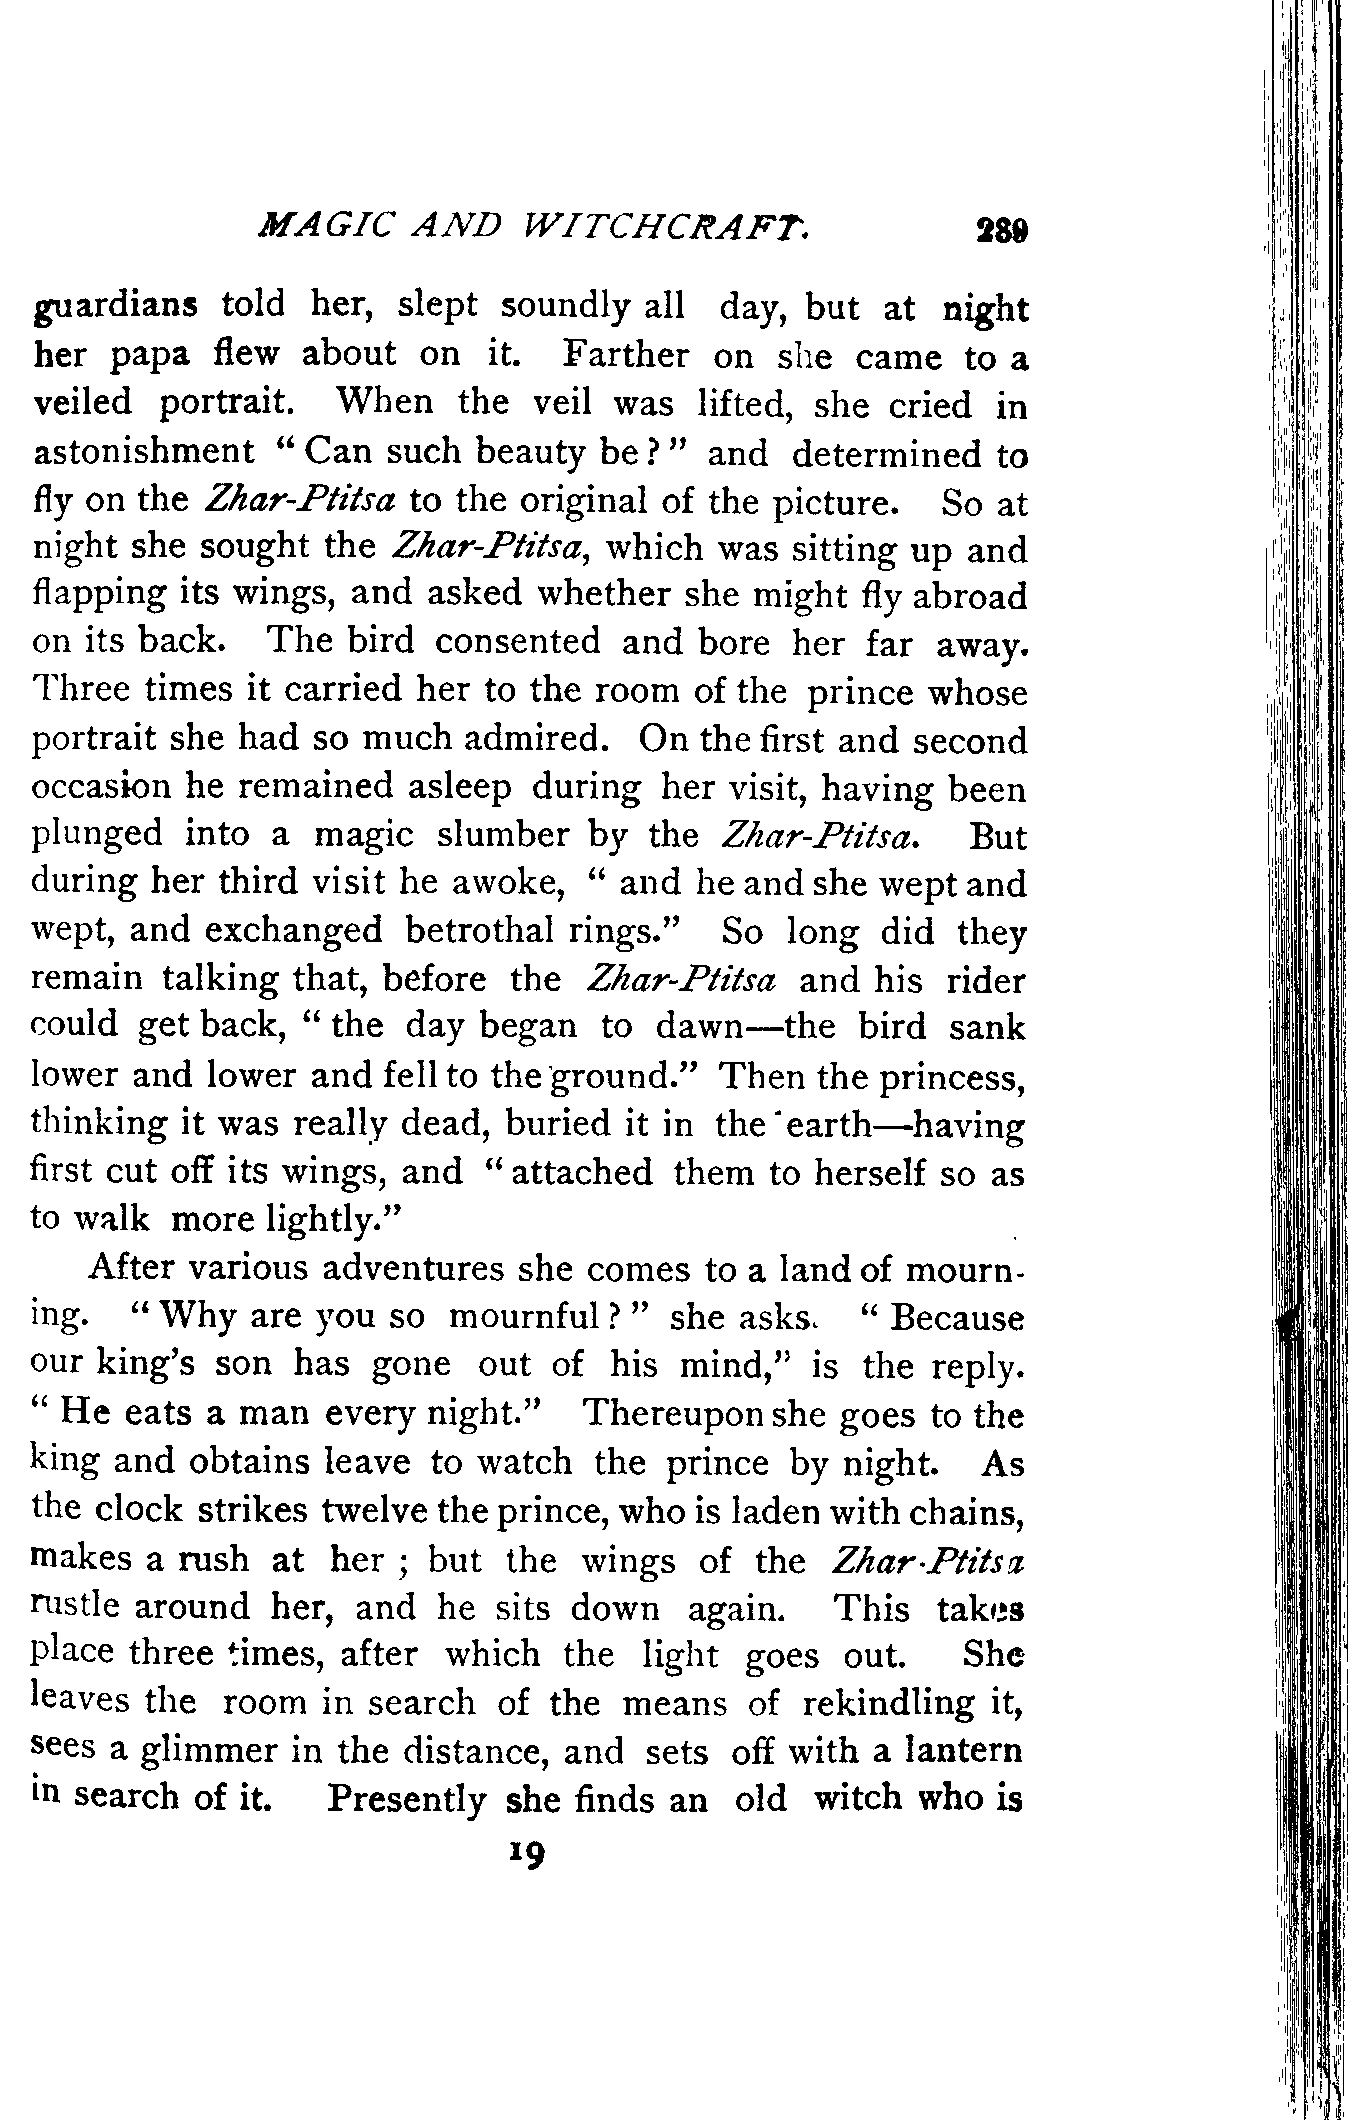 MAGIC AND WITCHCRAFT. 289
guardians told her, slept soundly all day, but at night
her papa flew about on it. Farther on she came to a
veiled portrait. When the veil was lifted, she cried in
astonishment “ Can such beauty be ? ” and determined to
fly on the Zhar-Ptitsa to the original of the picture. So at
night she sought the Zhar-Ptitsa, which was sitting up and
flapping its wings, and asked whether she might fly abroad
on its back. The bird consented and bore her far away.
Three times it carried her to the room of the prince whose
portrait she had so much admired. On the first and second
occasion he remained asleep during her visit, having been
plunged into a magic slumber by the Zhar-Ptitsa. But
during her third visit he awoke, “ and he and she wept and
wept, and exchanged betrothal rings.” So long did they
remain talking that, before the Zhar-Ptitsa and his rider
could get back, “ the day began to dawn—the bird sank
lower and lower and fell to the ground.” Then the princess,
thinking it was really dead, buried it in the earth—having
first cut off its wings, and “ attached them to herself so as
to walk more lightly.”
After various adventures she comes to a land of mourn-
ing. “ Why are you so mournful ? ” she asks. “ Because
our king’s son has gone out of his mind,” is the reply.
“ He eats a man every night.” Thereupon she goes to the
king and obtains leave to watch the prince by night. As
the clock strikes twelve the prince, who is laden with chains,
makes a rush at her ; but the wings of the Zhar-Ptitsa
rustle around her, and he sits down again. This takes
place three times, after which the light goes out. She
leaves the room in search of the means of rekindling it,
sees a glimmer in the distance, and sets off with a lantern
in search of it. Presently she finds an old witch who is
19